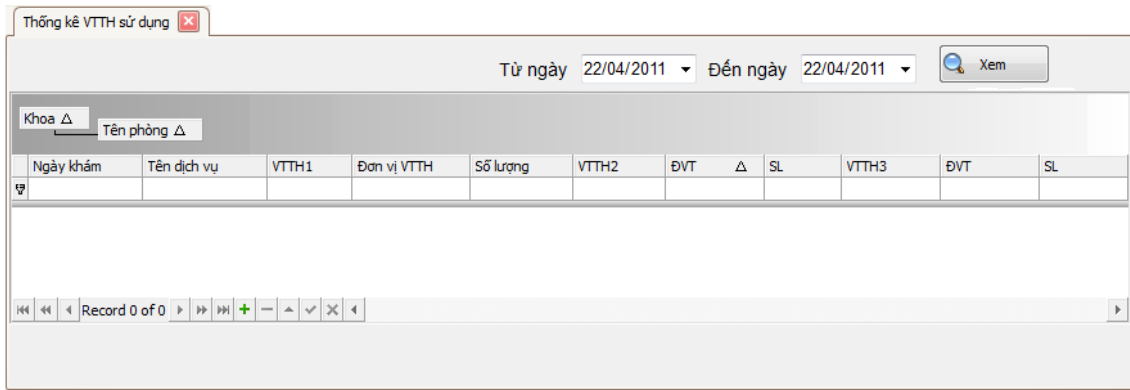 Thống kê VTTH sử dụng
Từ ngày 22/04/2011 Đến ngày 22/04/2011 Xem
Khoa
Tên phòng
Ngày khám Tên dịch vụ VTTH1 Đơn vị VTTH Số lượng VTTH2 ĐVT SL VTTH3 ĐVT SL
Record 0 of 0